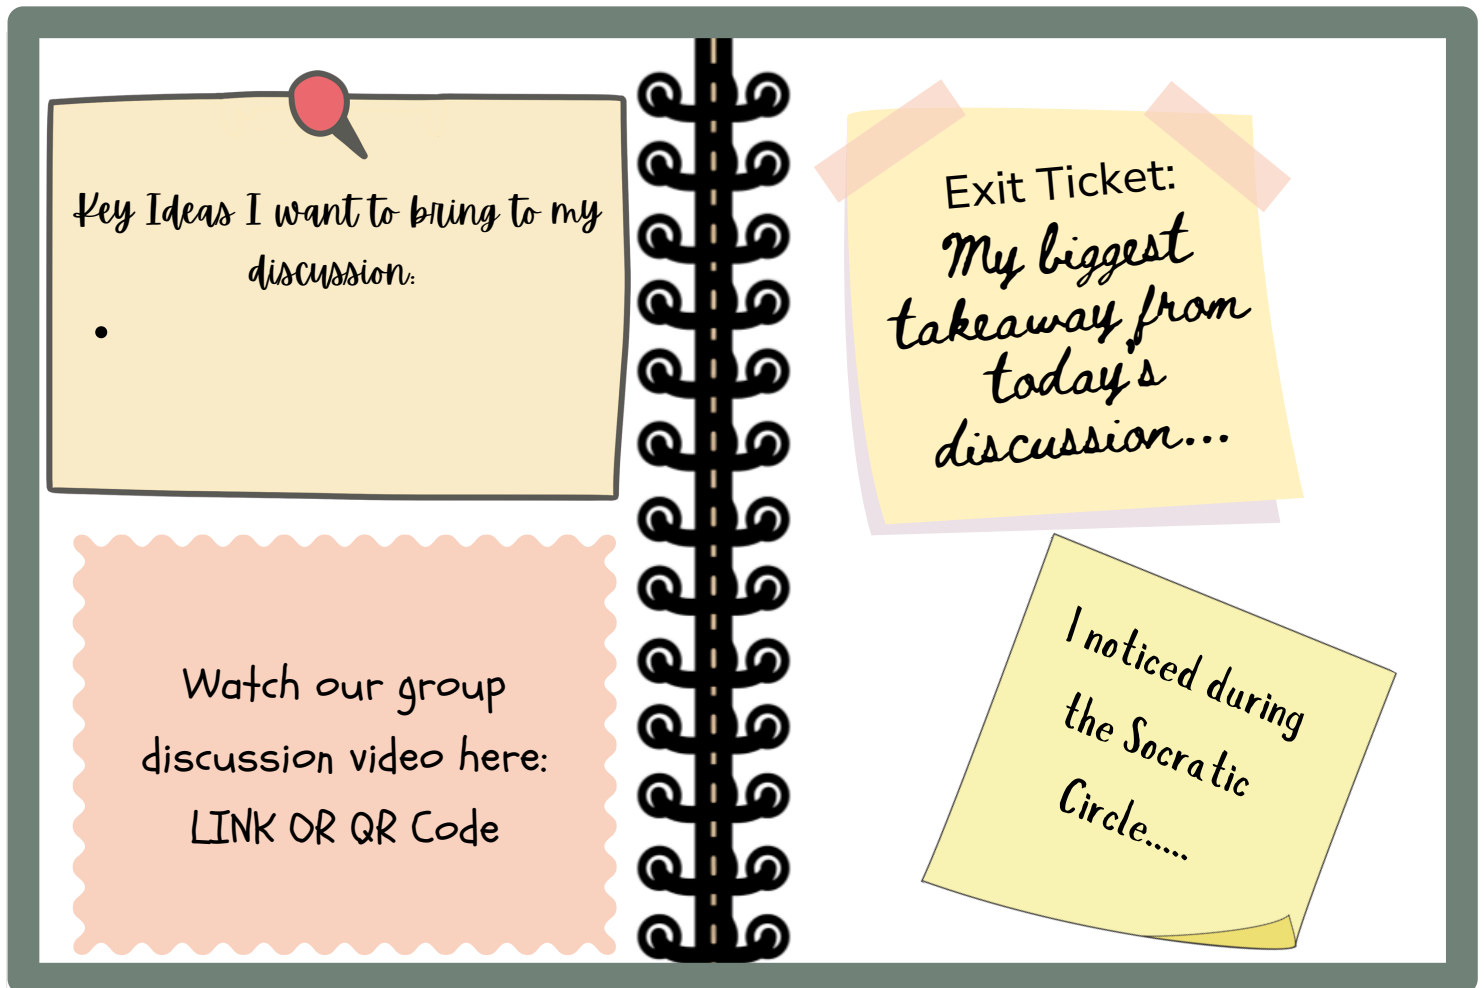 Key Ideas I want to bring to my
discussion:
•
Watch our group
discussion video here:
LINK OR QR Code
Exit Ticket:
My biggest
takeaway from
today's
discussion...
I noticed during
the Socratic
Circle.....